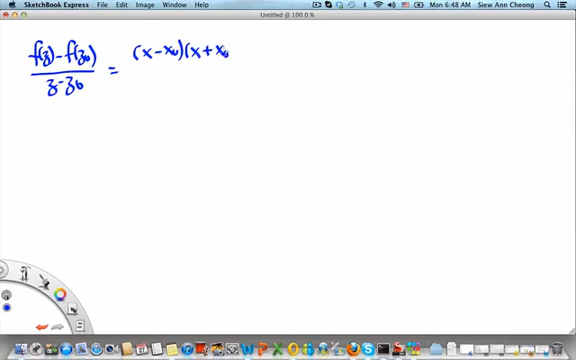 SketchBook Express File Edit Window Help Mon 6:48 AM Siew Ann Cheong
Untitled @ 100.0 %
f(z) - f(z₀) = (x - x₀)(x + x₀
z - z₀